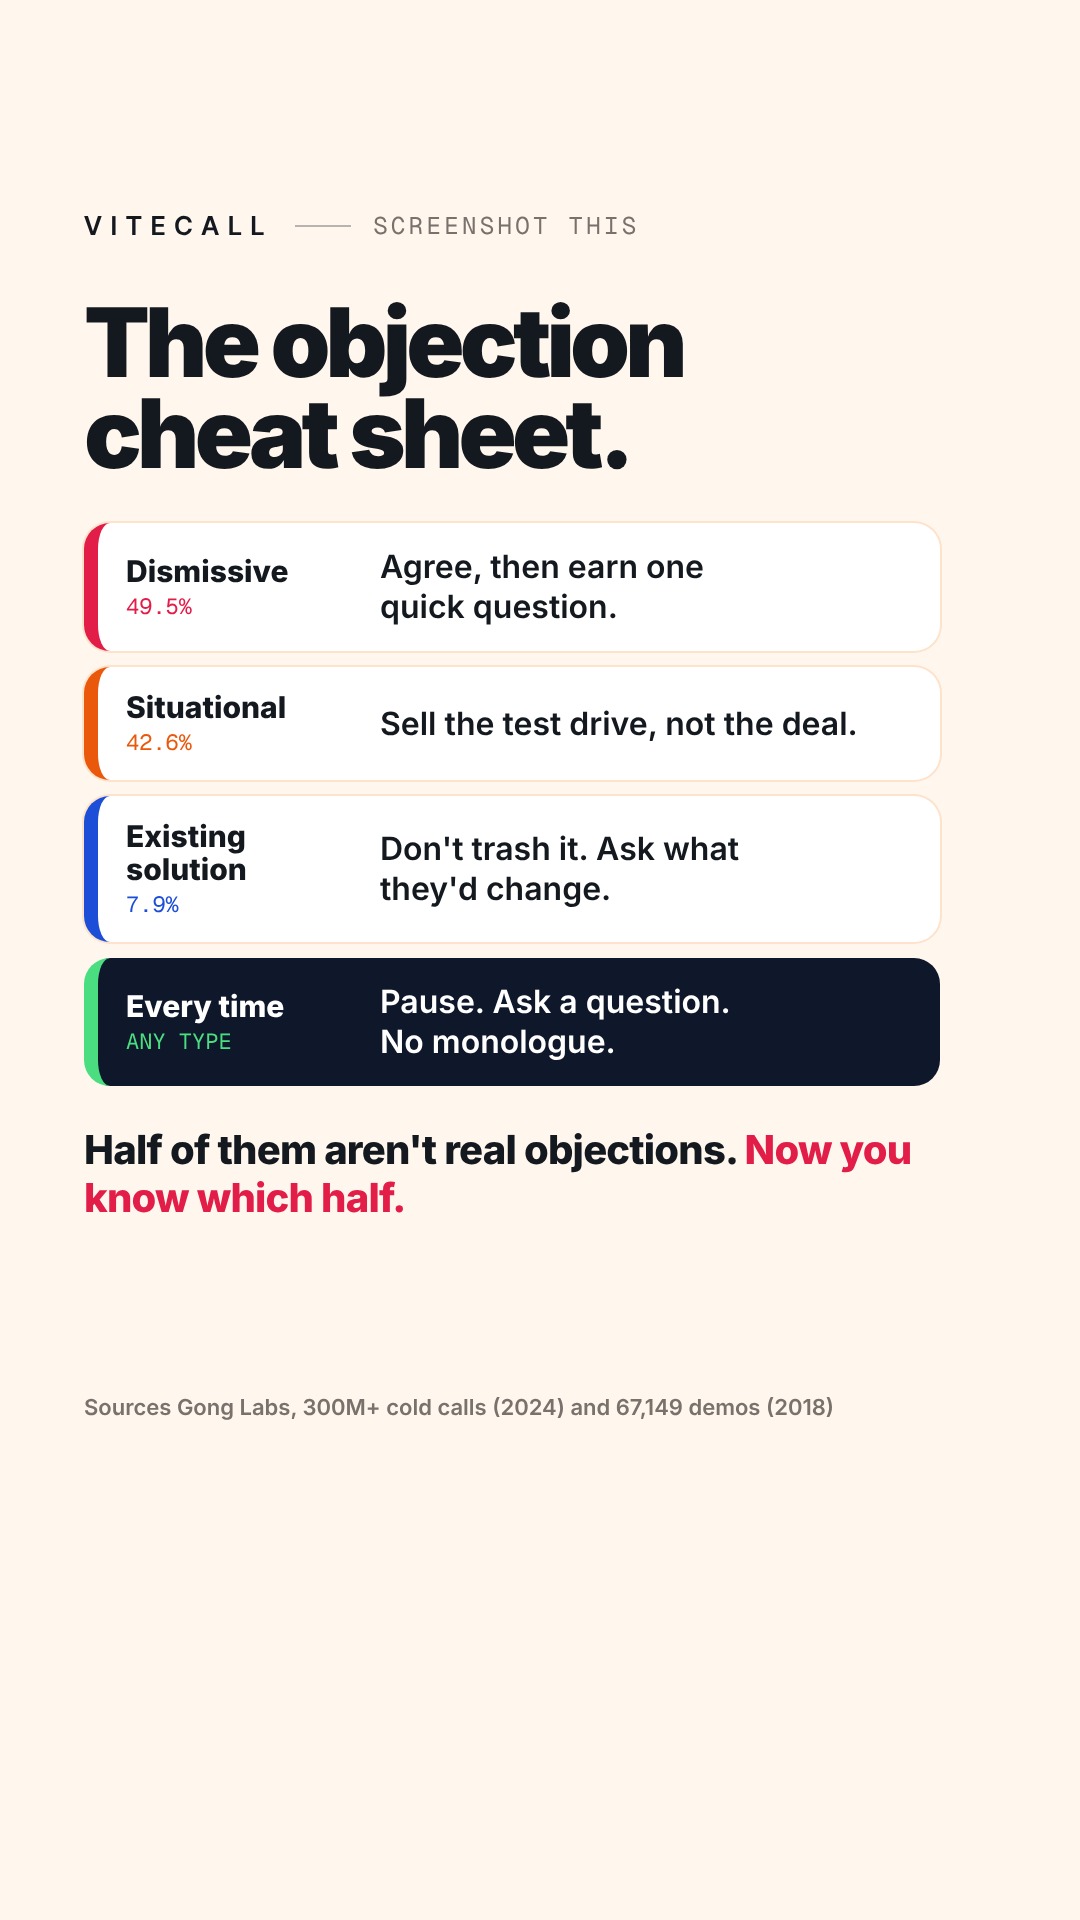 VITECALL — SCREENSHOT THIS
The objection
cheat sheet.
Dismissive
49.5%
Agree, then earn one
quick question.
Situational
42.6%
Sell the test drive, not the deal.
Existing
solution
7.9%
Don't trash it. Ask what
they'd change.
Every time
ANY TYPE
Pause. Ask a question.
No monologue.
Half of them aren't real objections. Now you
know which half.
Sources Gong Labs, 300M+ cold calls (2024) and 67,149 demos (2018)